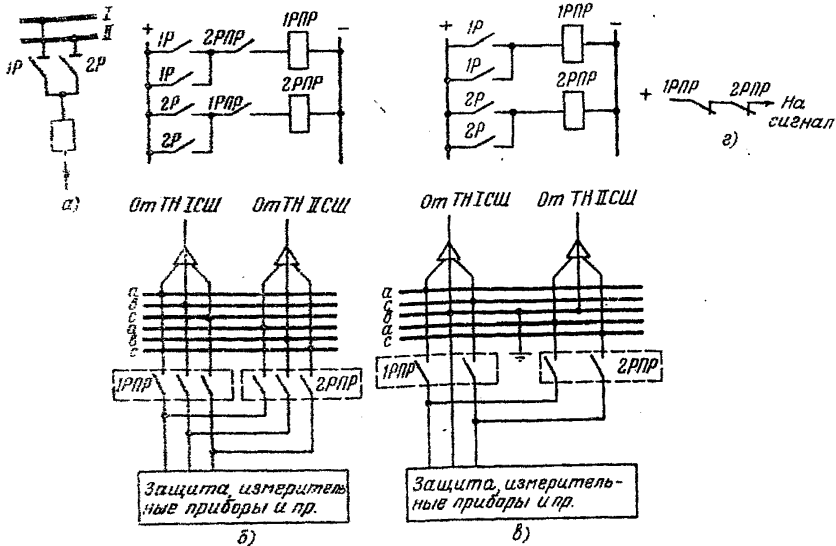 I
II
1Р
2Р
а)
+
-
1Р
2РПР
1РПР
1Р
2Р
1РПР
2РПР
2Р
От ТН I СШ
От ТН II СШ
а
в
с
а
в
с
1РПР
2РПР
Защита, измеритель
ные приборы и пр.
б)
+
-
1Р
1РПР
1Р
2Р
2РПР
2Р
От ТН I СШ
От ТН II СШ
а
с
в
а
с
1РПР
2РПР
Защита, измеритель-
ные приборы и пр.
в)
+
1РПР
2РПР
На
сигнал
г)